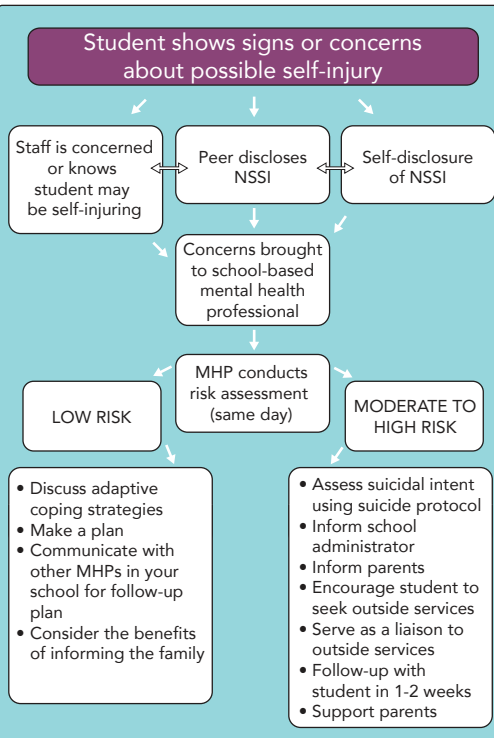 Student shows signs or concerns
about possible self-injury
Staff is concerned
or knows
student may
be self-injuring
Peer discloses
NSSI
Self-disclosure
of NSSI
Concerns brought
to school-based
mental health
professional
MHP conducts
risk assessment
(same day)
LOW RISK
MODERATE TO
HIGH RISK
• Discuss adaptive
coping strategies
• Make a plan
• Communicate with
other MHPs in your
school for follow-up
plan
• Consider the benefits
of informing the family
• Assess suicidal intent
using suicide protocol
• Inform school
administrator
• Inform parents
• Encourage student to
seek outside services
• Serve as a liaison to
outside services
• Follow-up with
student in 1-2 weeks
• Support parents